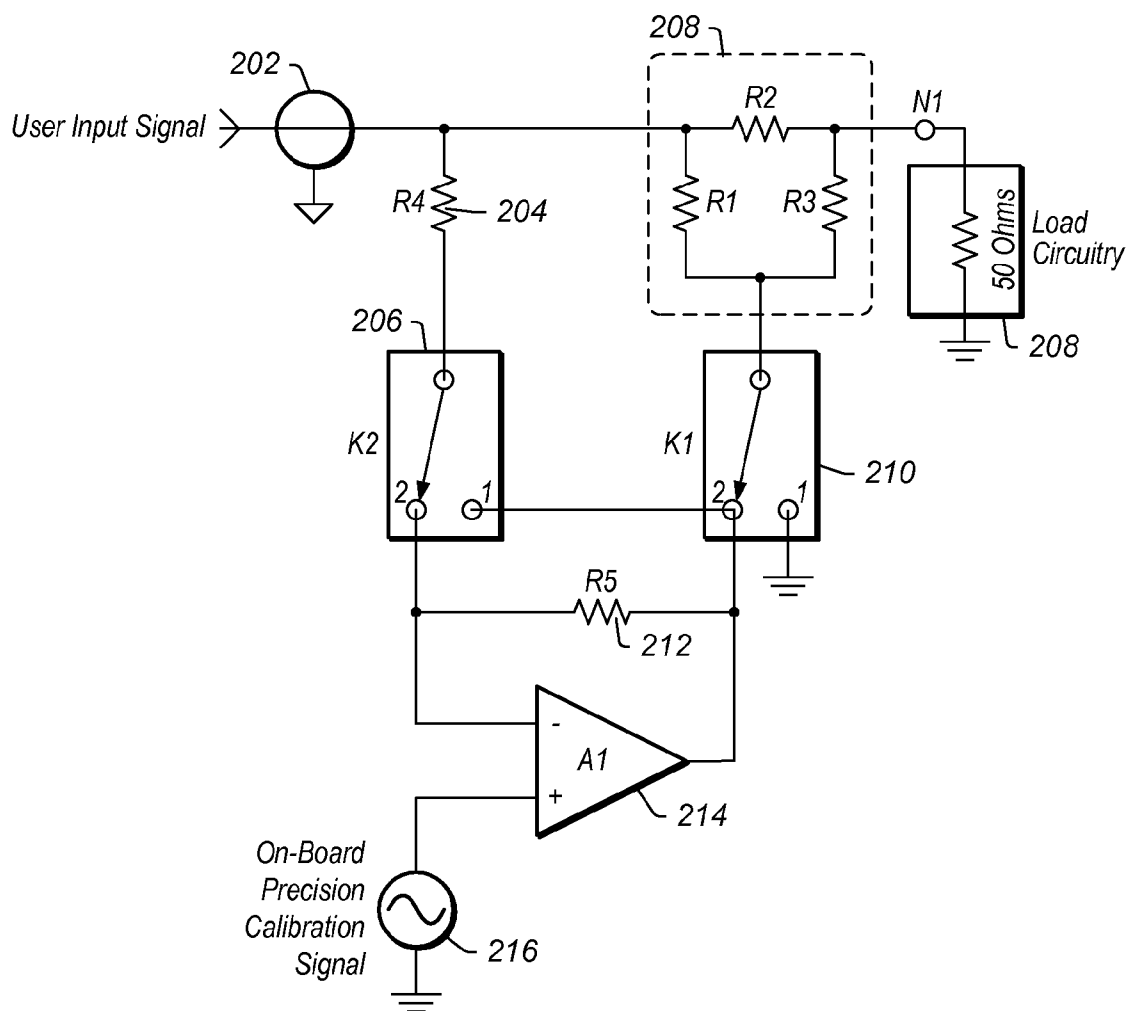 208
202
R2
N1
User Input Signal
R4
204
R1
R3
50 Ohms
Load
Circuitry
206
208
K2
K1
210
2
1
2
1
R5
212
-
A1
+
214
On-Board
Precision
Calibration
Signal
216